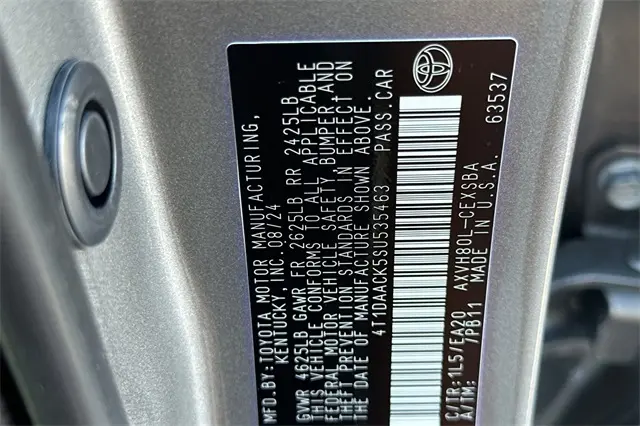 MFD.BY:TOYOTA MOTOR MANUFACTURING,
KENTUCKY, INC. 08/24
GVWR 4625LB GAWR FR 2625LB RR 2425LB
THIS VEHICLE CONFORMS TO ALL APPLICABLE
FEDERAL MOTOR VEHICLE SAFETY, BUMPER, AND
THEFT PREVENTION STANDARDS IN EFFECT ON
THE DATE OF MANUFACTURE SHOWN ABOVE.
4T1DAACK5SU535463 PASS.CAR
C/TR:1L5/EA20 AXVH80L-CEXSBA
A/TM: /PB11 MADE IN U.S.A. 63537